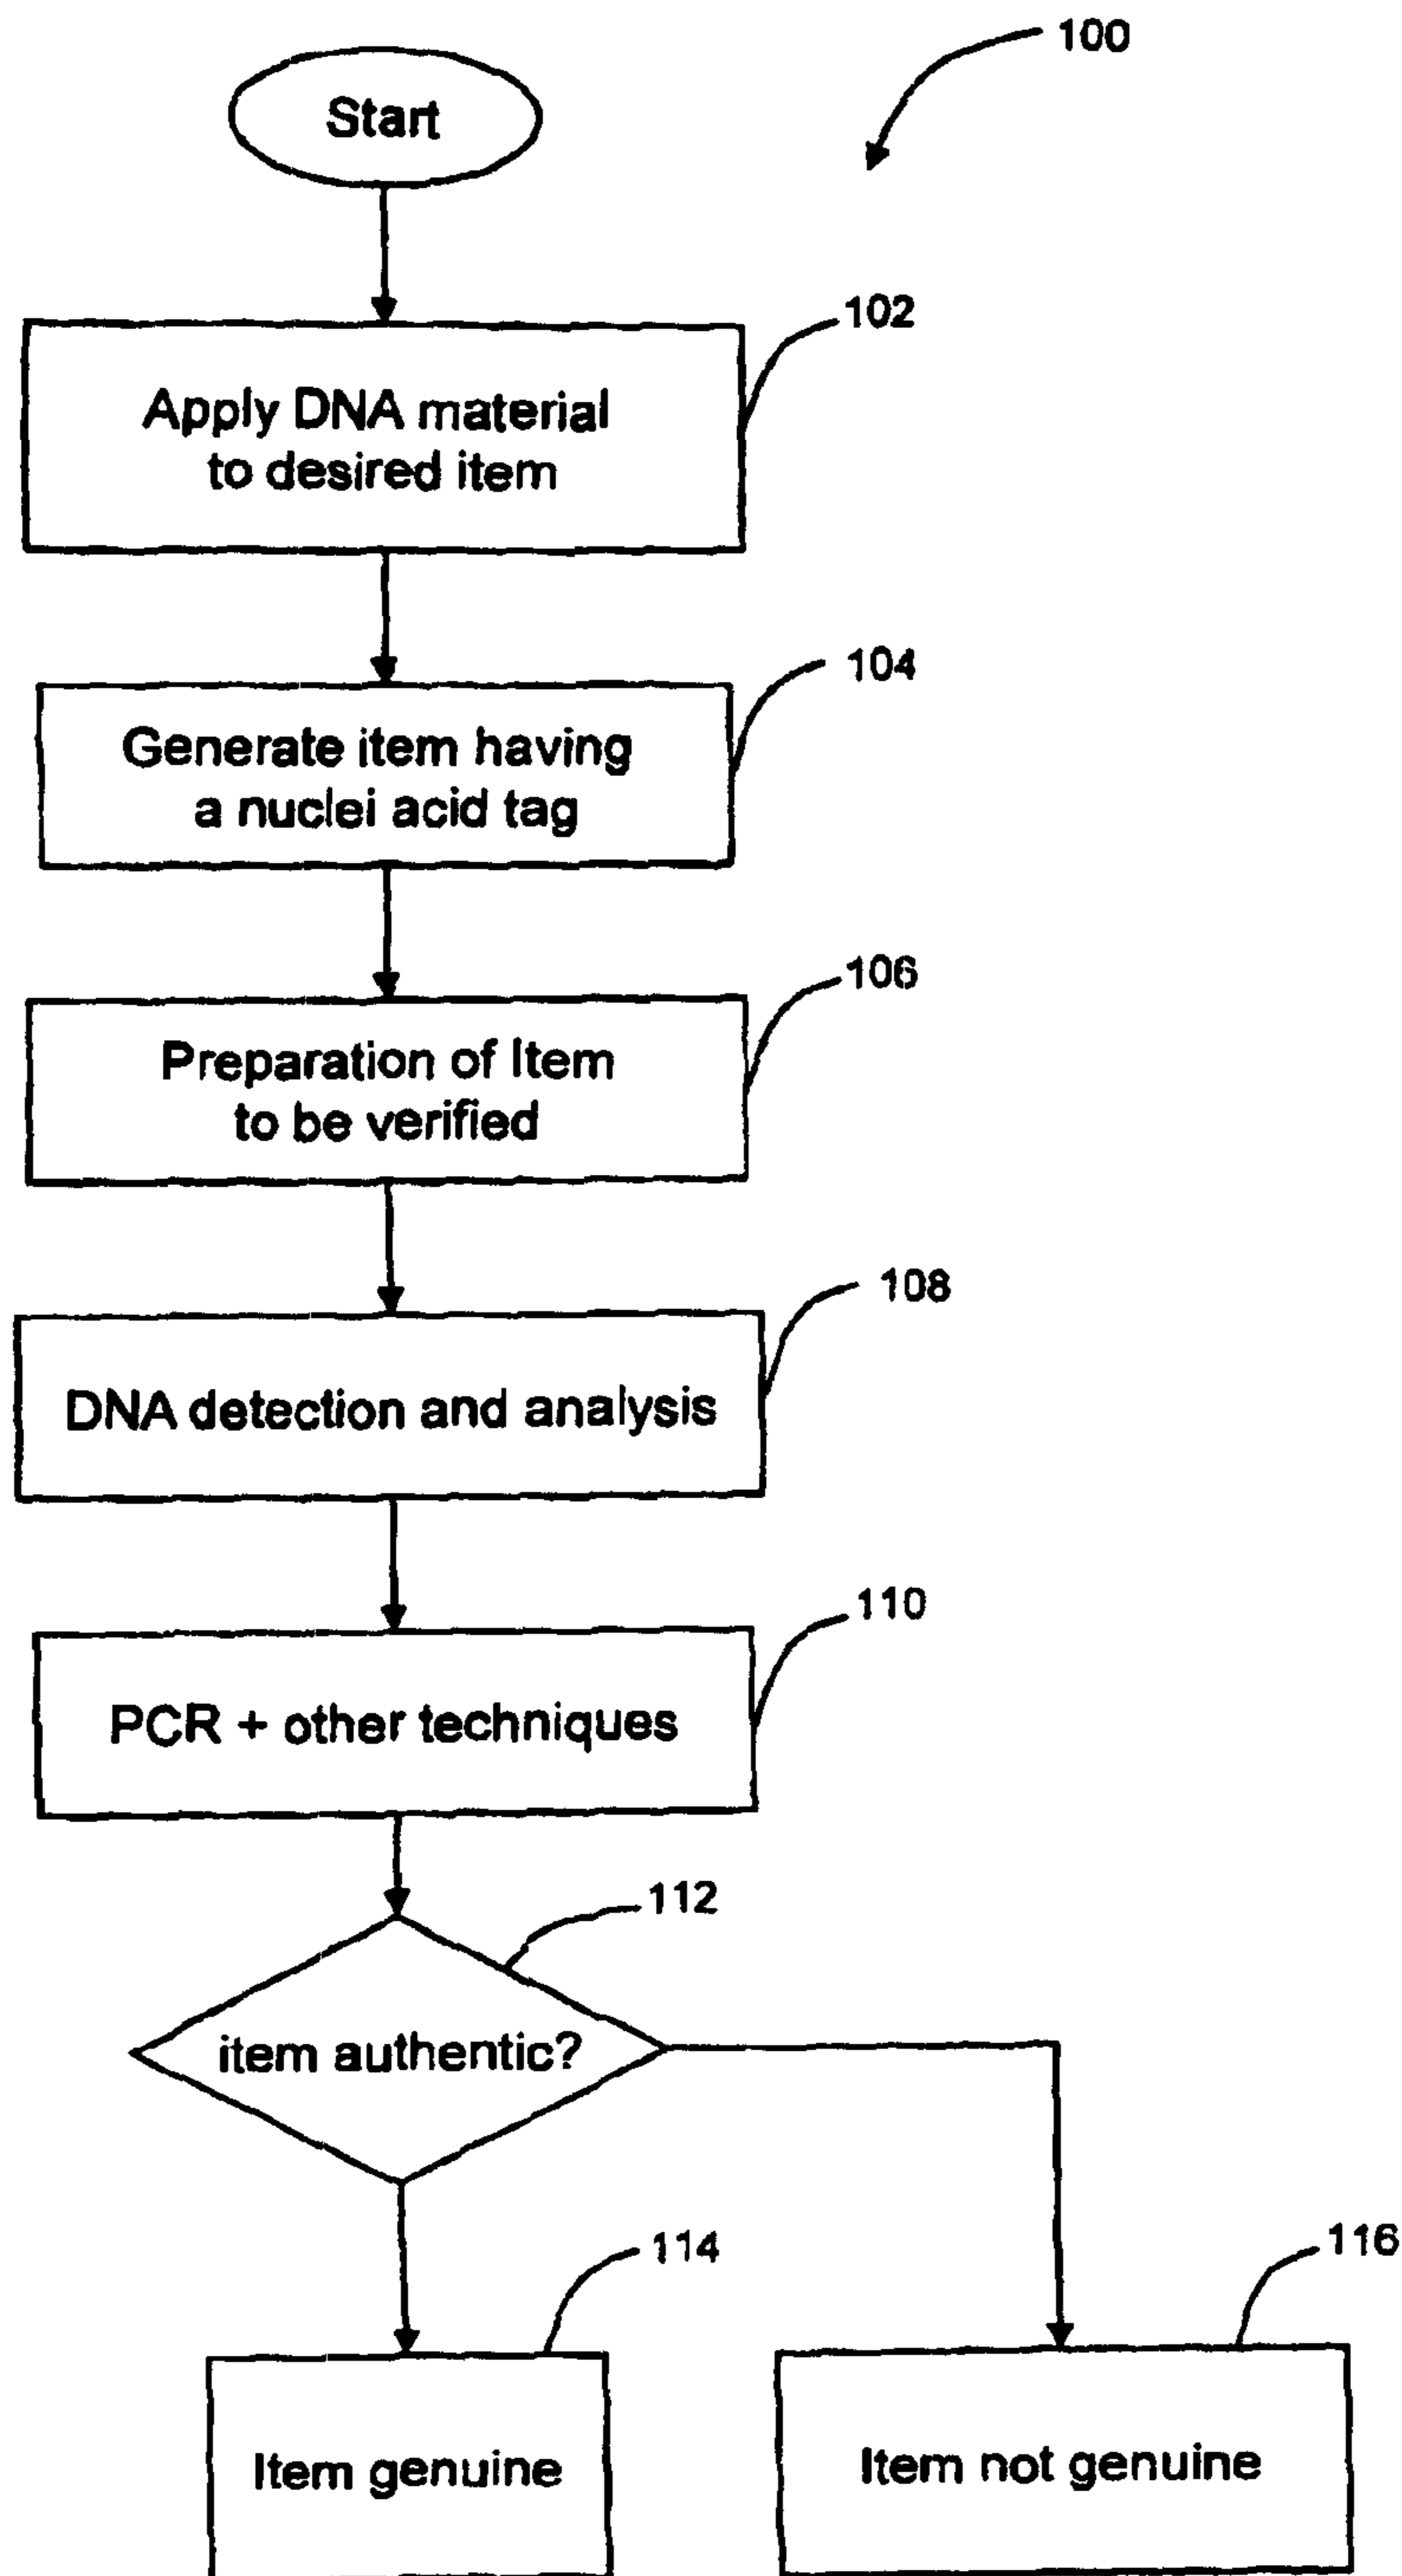 100
Start
102
Apply DNA material
to desired item
104
Generate item having
a nuclei acid tag
106
Preparation of Item
to be verified
108
DNA detection and analysis
110
PCR + other techniques
112
item authentic?
114
116
Item genuine
Item not genuine